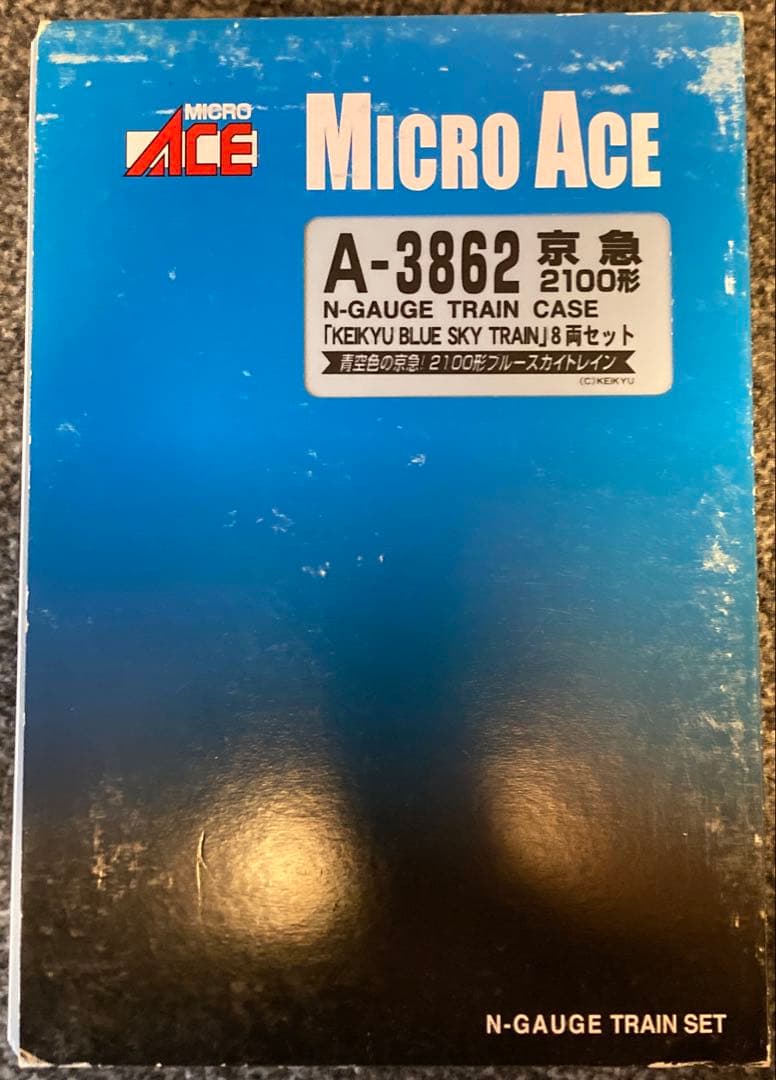 MICRO
ACE
MICRO ACE
A-3862 京急
2100形
N-GAUGE TRAIN CASE
「KEIKYU BLUE SKY TRAIN」8両セット
青空色の京急！2100形ブルースカイトレイン
(C)KEIKYU
N-GAUGE TRAIN SET